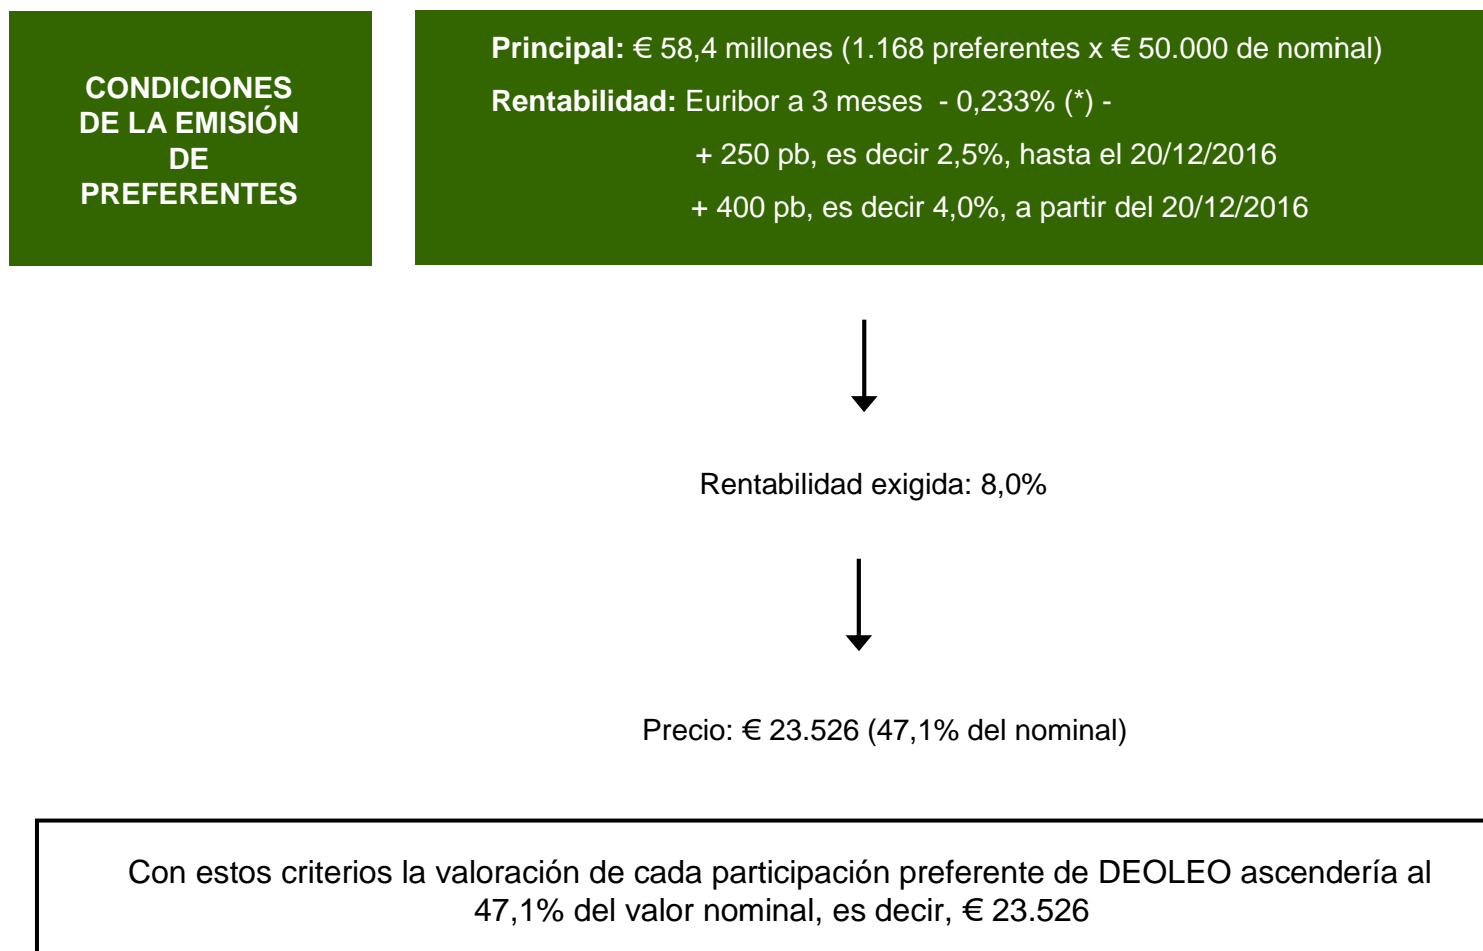 CONDICIONES
DE LA EMISIÓN
DE
PREFERENTES
Principal: € 58,4 millones (1.168 preferentes x € 50.000 de nominal)
Rentabilidad: Euribor a 3 meses - 0,233% (*) -
+ 250 pb, es decir 2,5%, hasta el 20/12/2016
+ 400 pb, es decir 4,0%, a partir del 20/12/2016
Rentabilidad exigida: 8,0%
Precio: € 23.526 (47,1% del nominal)
Con estos criterios la valoración de cada participación preferente de DEOLEO ascendería al
47,1% del valor nominal, es decir, € 23.526